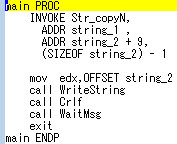 main PROC
INVOKE Str_copyN,
ADDR string_1 ,
ADDR string_2 + 9,
(SIZEOF string_2) - 1
mov edx,OFFSET string_2
call WriteString
call Crlf
call WaitMsg
exit
main ENDP